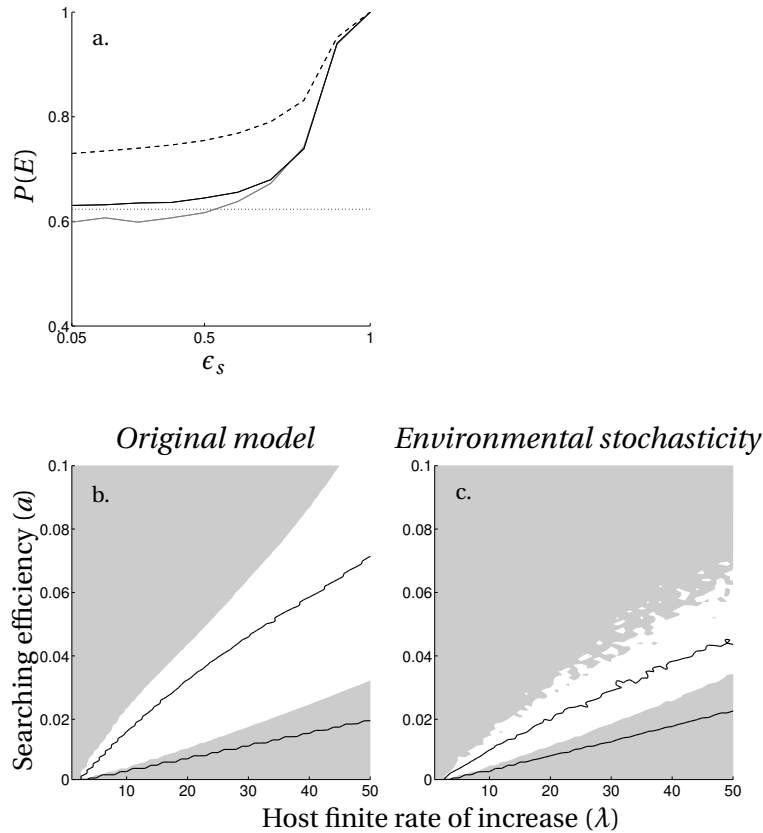 a.
P(E)
1
0.8
0.6
0.4
0.05 0.5 1
ϵs
Original model
Environmental stochasticity
b.
c.
Searching efficiency (a)
0.1
0.08
0.06
0.04
0.02
0
10 20 30 40 50
0.1
0.08
0.06
0.04
0.02
0
10 20 30 40 50
Host finite rate of increase (λ)